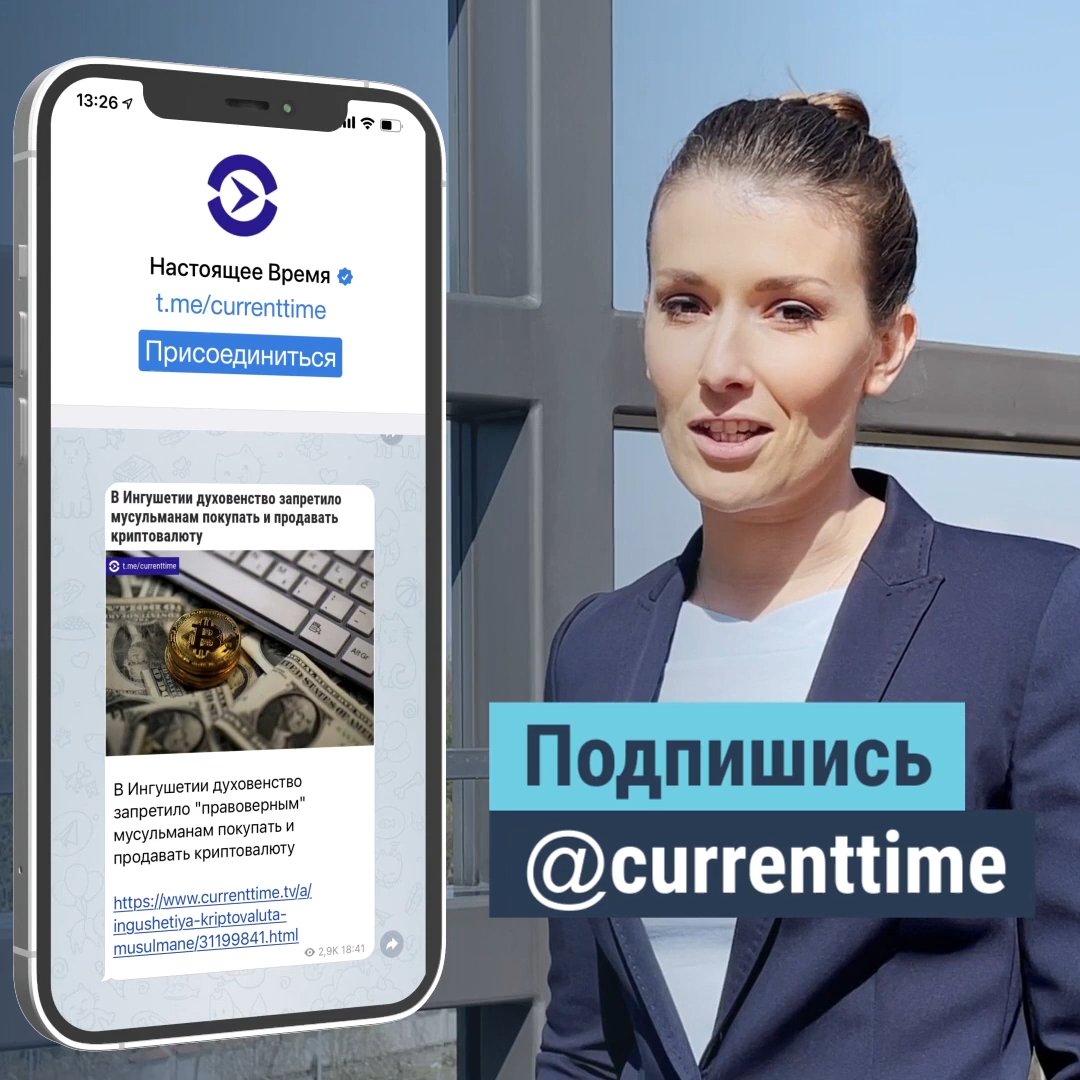 13:26
Настоящее Время
t.me/currenttime
Присоединиться
В Ингушетии духовенство запретило
мусульманам покупать и продавать
криптовалюту
t.me/currenttime
Alt Gr
В Ингушетии духовенство
запретило "правоверным"
мусульманам покупать и
продавать криптовалюту
https://www.currenttime.tv/a/
ingushetiya-kriptovaluta-
musulmane/31199841.html
2,9K 18:41
Подпишись
@currenttime